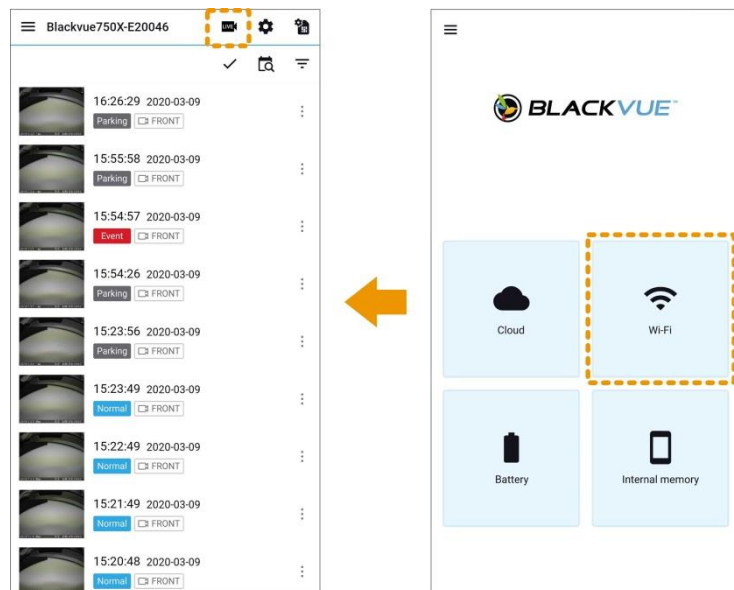 Blackvue750X-E20046
LIVE
16:26:29 2020-03-09
Parking FRONT
15:55:58 2020-03-09
Parking FRONT
15:54:57 2020-03-09
Event FRONT
15:54:26 2020-03-09
Parking FRONT
15:23:56 2020-03-09
Parking FRONT
15:23:49 2020-03-09
Normal FRONT
15:22:49 2020-03-09
Normal FRONT
15:21:49 2020-03-09
Normal FRONT
15:20:48 2020-03-09
Normal FRONT
BLACKVUE
Cloud
Wi-Fi
Battery
Internal memory